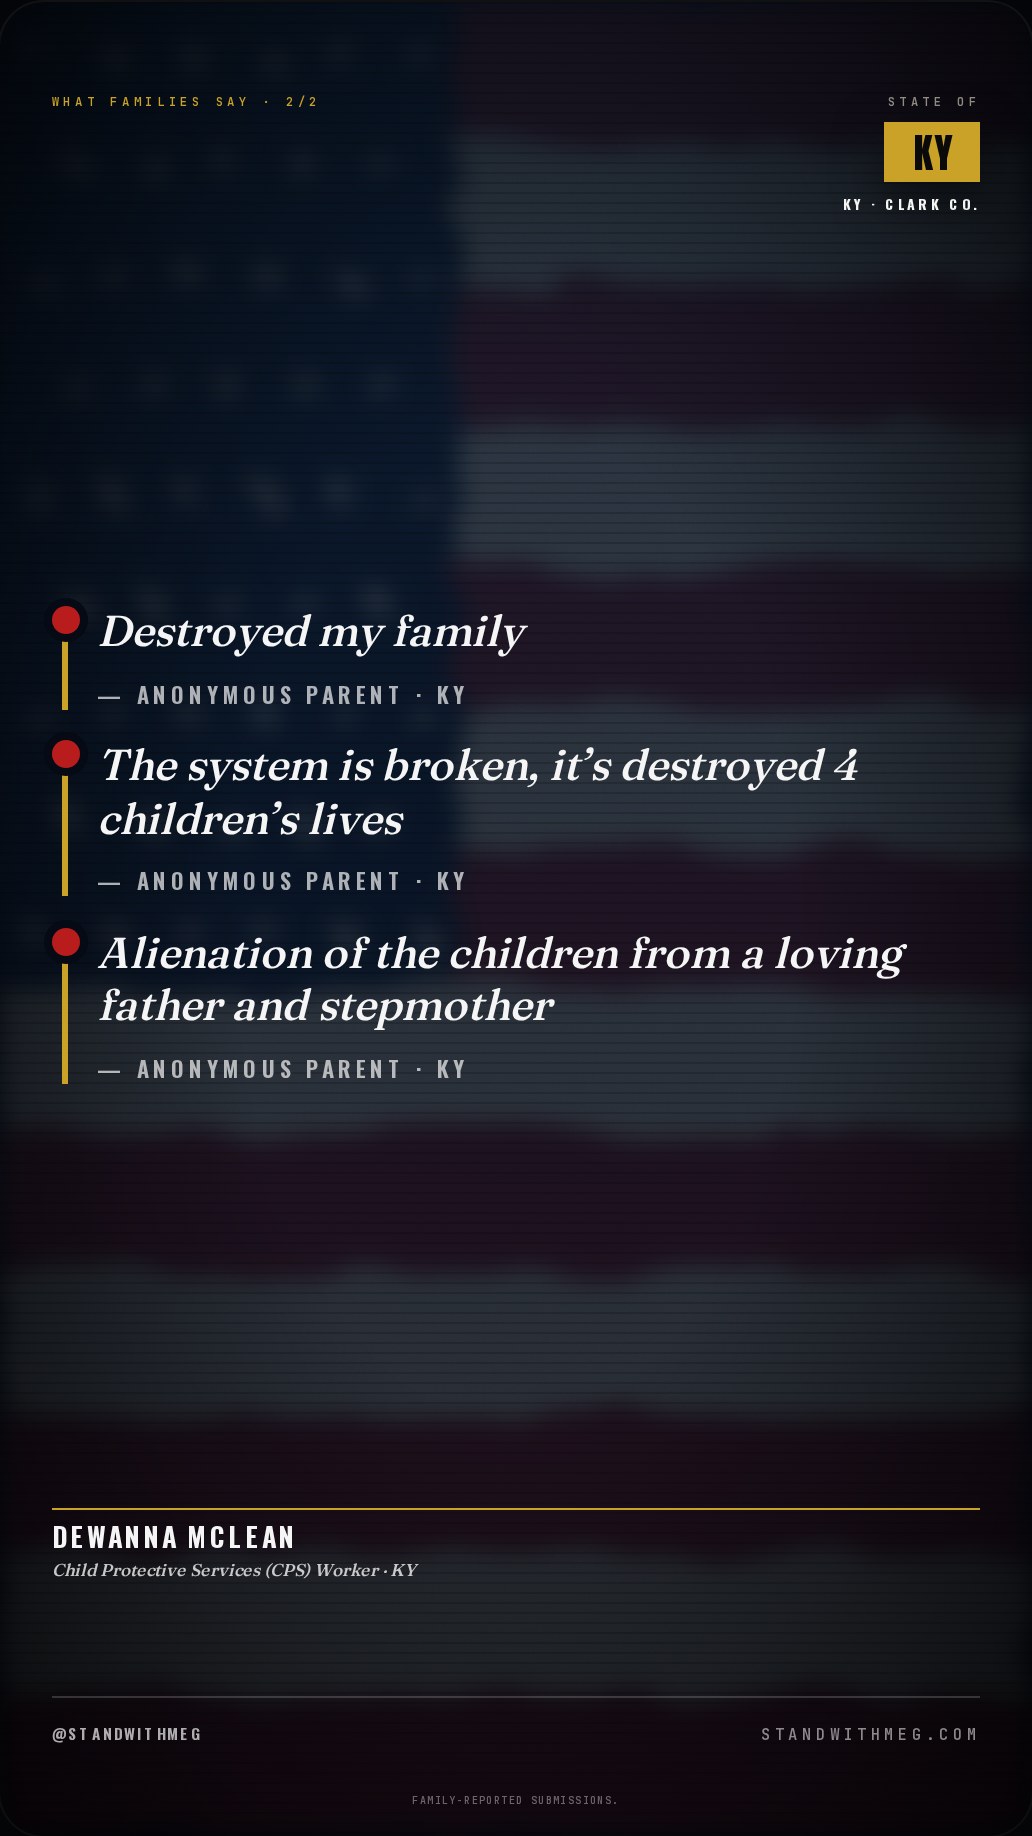 WHAT FAMILIES SAY · 2/2
STATE OF
KY
KY · CLARK CO.
Destroyed my family
— ANONYMOUS PARENT · KY
The system is broken, it’s destroyed 4
children’s lives
— ANONYMOUS PARENT · KY
Alienation of the children from a loving
father and stepmother
— ANONYMOUS PARENT · KY
DEWANNA MCLEAN
Child Protective Services (CPS) Worker · KY
@STANDWITHMEG
STANDWITHMEG.COM
FAMILY-REPORTED SUBMISSIONS.